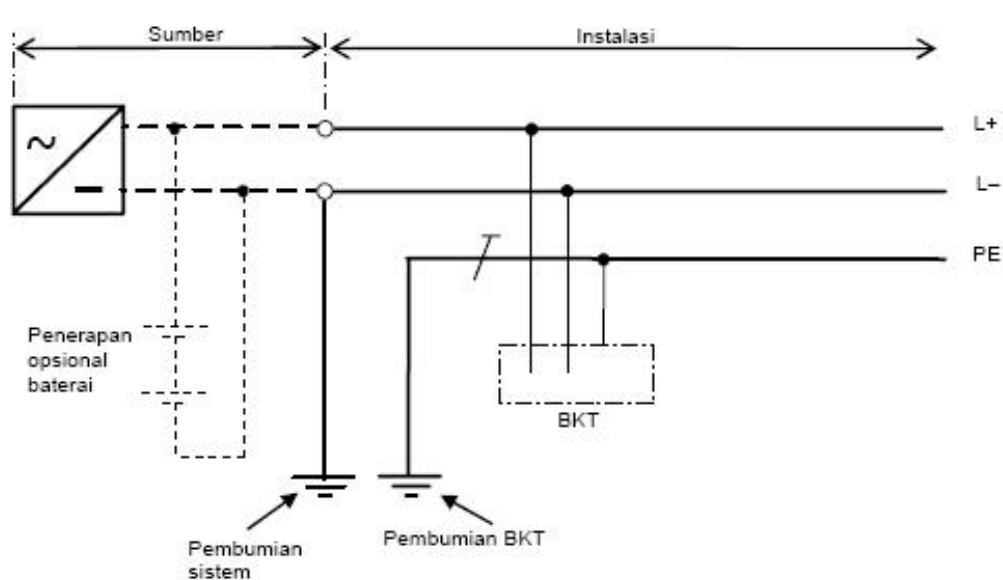 Sumber
Instalasi
L+
L–
PE
Penerapan
opsional
baterai
BKT
Pembumian
sistem
Pembumian BKT